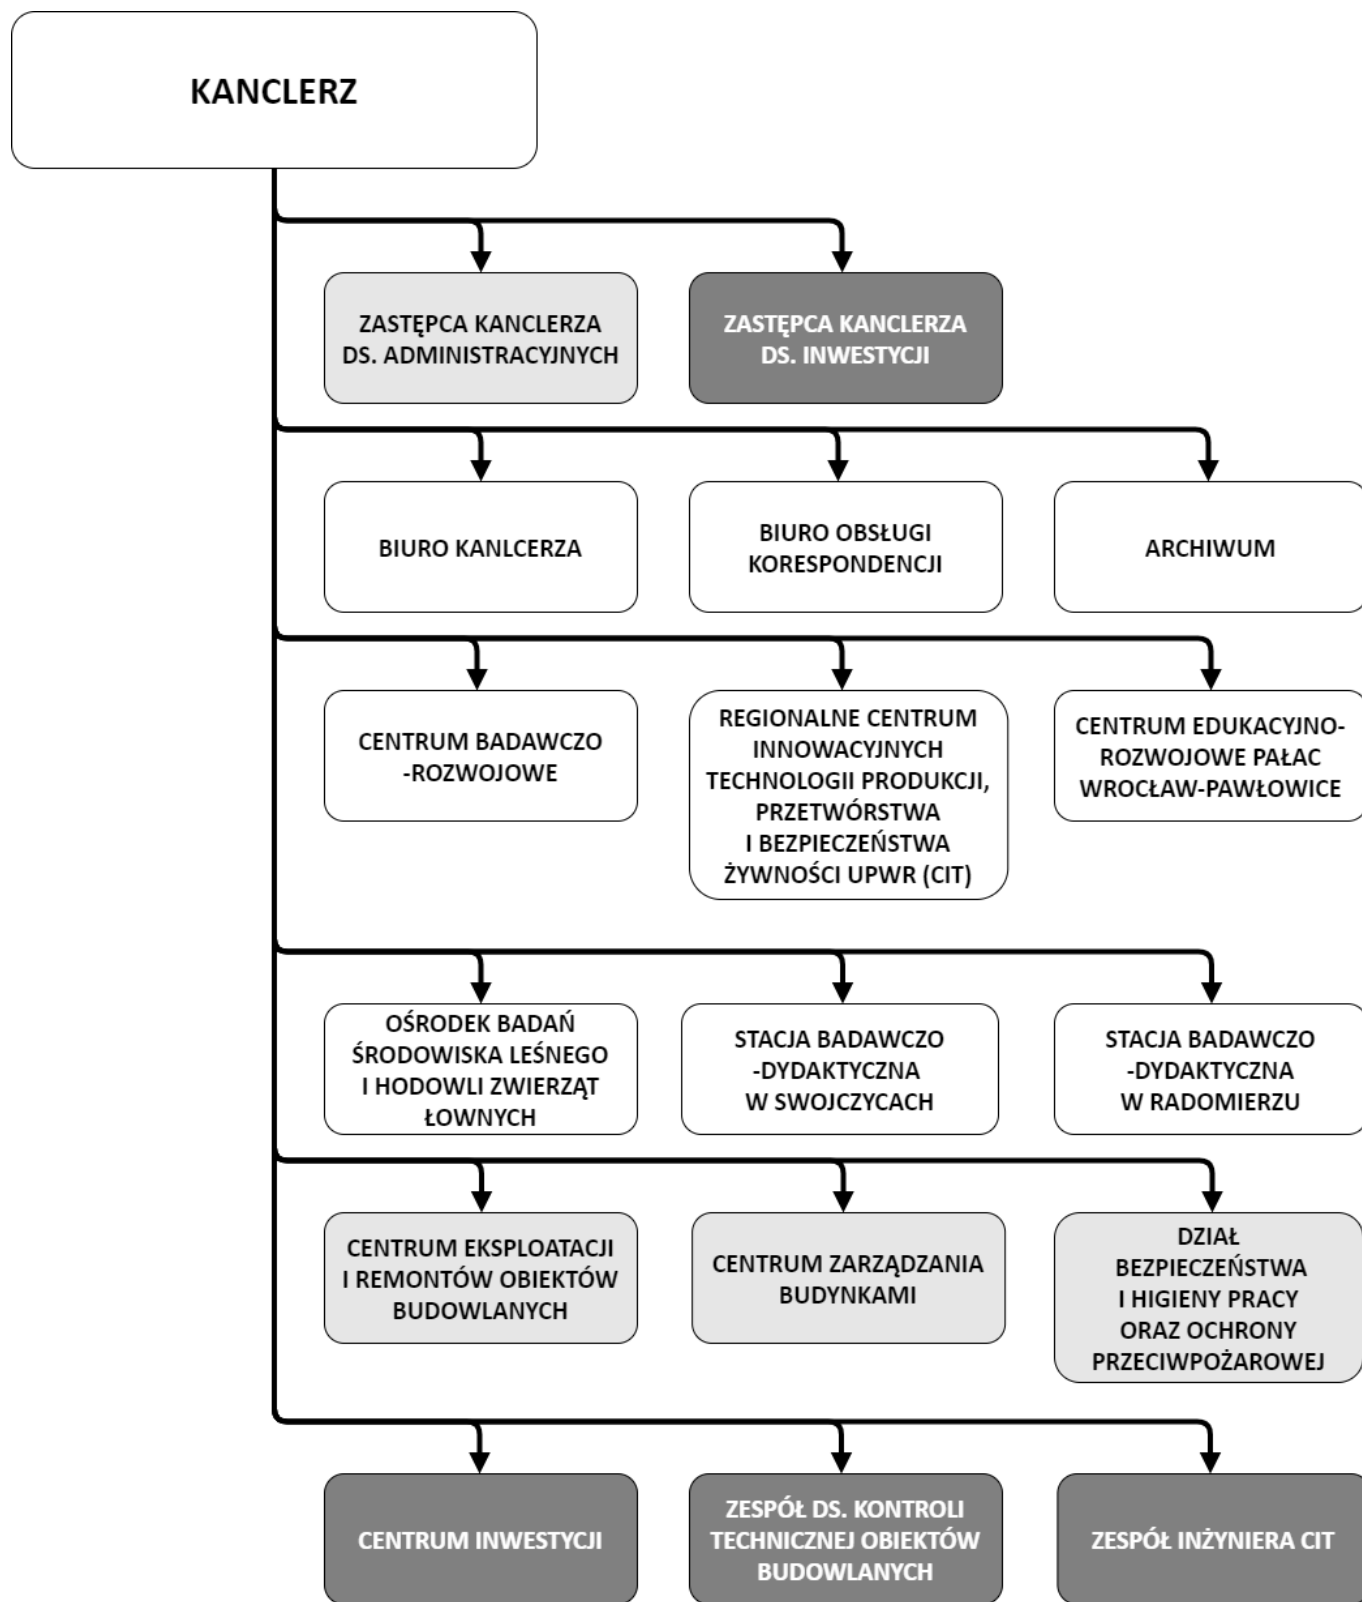 KANCLERZ
ZASTĘPCA KANCLERZA
DS. ADMINISTRACYJNYCH
ZASTĘPCA KANCLERZA
DS. INWESTYCJI
BIURO KANLCERZA
BIURO OBSŁUGI
KORESPONDENCJI
ARCHIWUM
CENTRUM BADAWCZO
-ROZWOJOWE
REGIONALNE CENTRUM
INNOWACYJNYCH
TECHNOLOGII PRODUKCJI,
PRZETWÓRSTWA
I BEZPIECZEŃSTWA
ŻYWNOŚCI UPWR (CIT)
CENTRUM EDUKACYJNO-
ROZWOJOWE PAŁAC
WROCŁAW-PAWŁOWICE
OŚRODEK BADAŃ
ŚRODOWISKA LEŚNEGO
I HODOWLI ZWIERZĄT
ŁOWNYCH
STACJA BADAWCZO
-DYDAKTYCZNA
W SWOJCZYCACH
STACJA BADAWCZO
-DYDAKTYCZNA
W RADOMIERZU
CENTRUM EKSPLOATACJI
I REMONTÓW OBIEKTÓW
BUDOWLANYCH
CENTRUM ZARZĄDZANIA
BUDYNKAMI
DZIAŁ
BEZPIECZEŃSTWA
I HIGIENY PRACY
ORAZ OCHRONY
PRZECIWPOŻAROWEJ
CENTRUM INWESTYCJI
ZESPÓŁ DS. KONTROLI
TECHNICZNEJ OBIEKTÓW
BUDOWLANYCH
ZESPÓŁ INŻYNIERA CIT